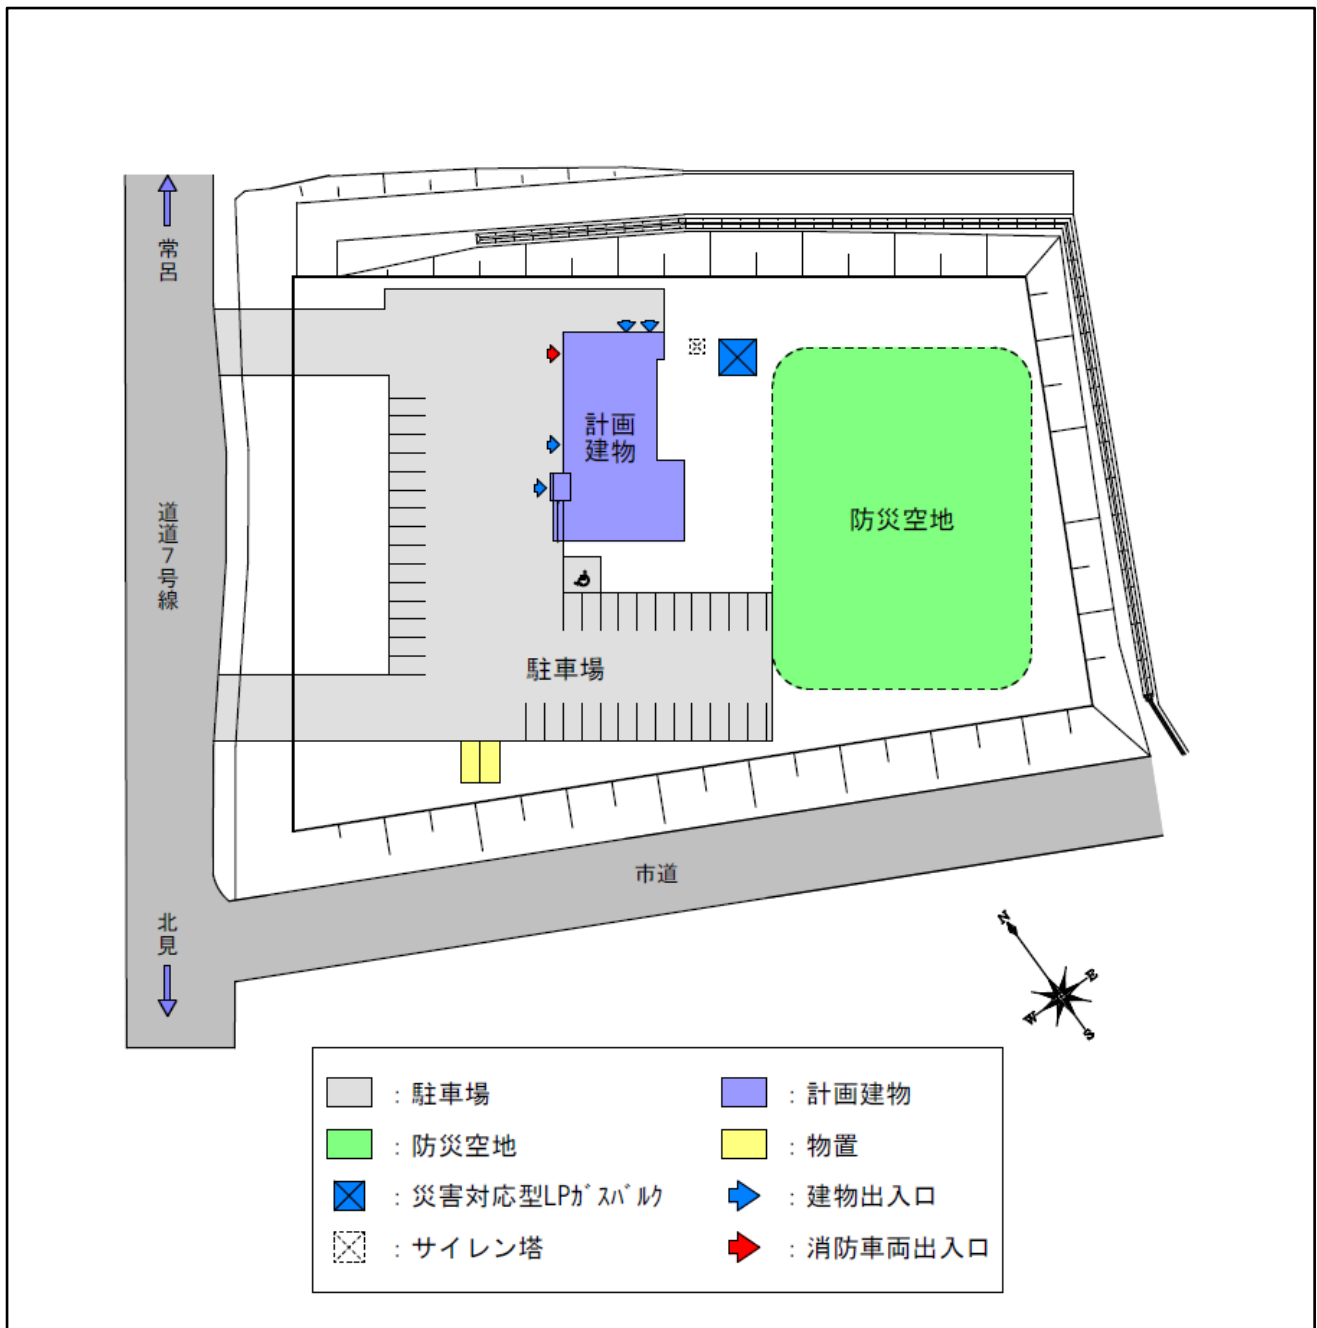 常呂
計画
建物
道道7号線
防災空地
駐車場
市道
北見
N
E
W
S
：駐車場
：計画建物
：防災空地
：物置
：災害対応型LPｶﾞｽﾊﾞﾙｸ
：建物出入口
：サイレン塔
：消防車両出入口